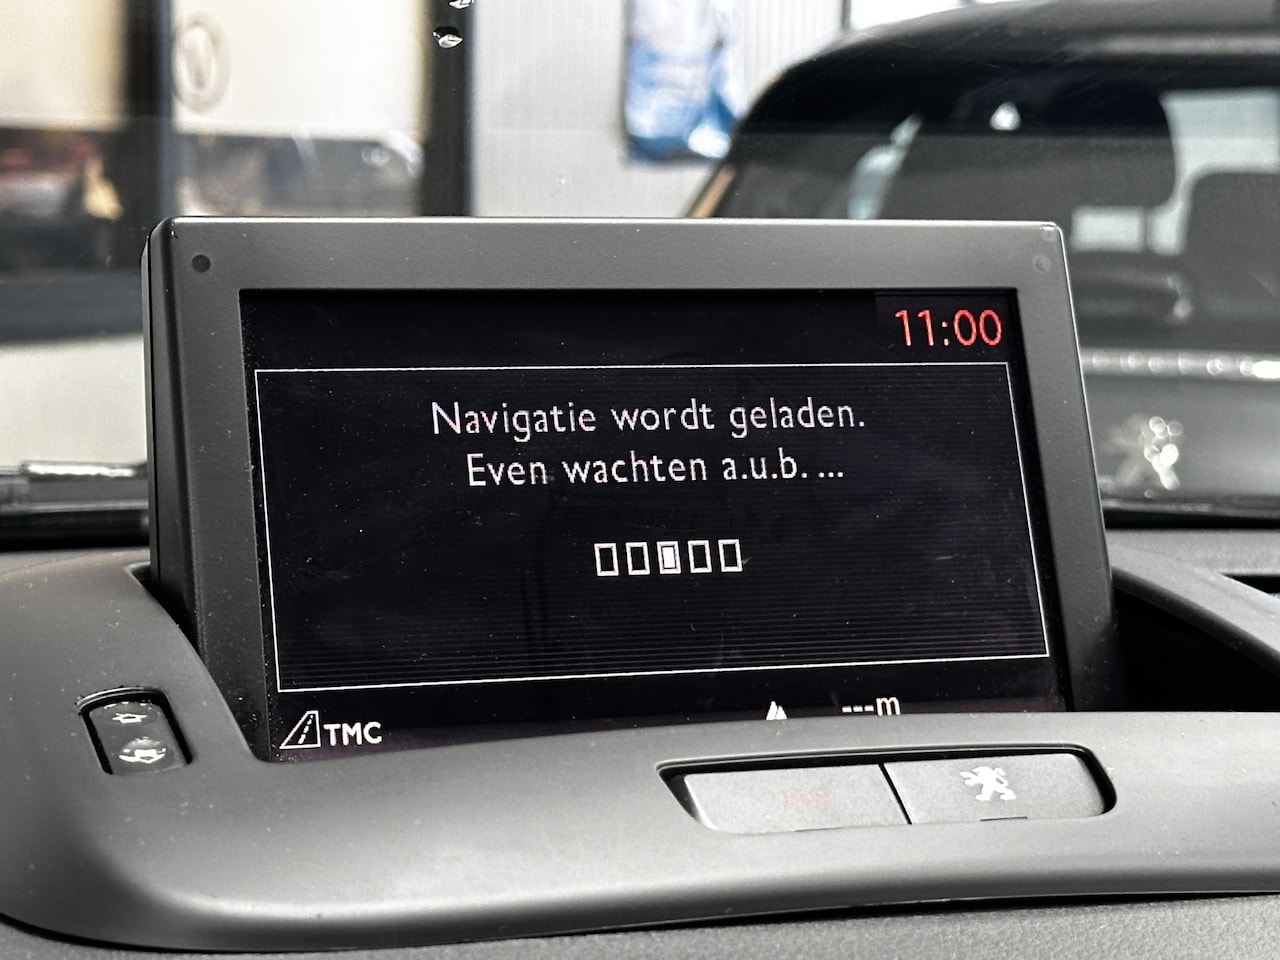 11:00
Navigatie wordt geladen.
Even wachten a.u.b. ...
TMC
---m